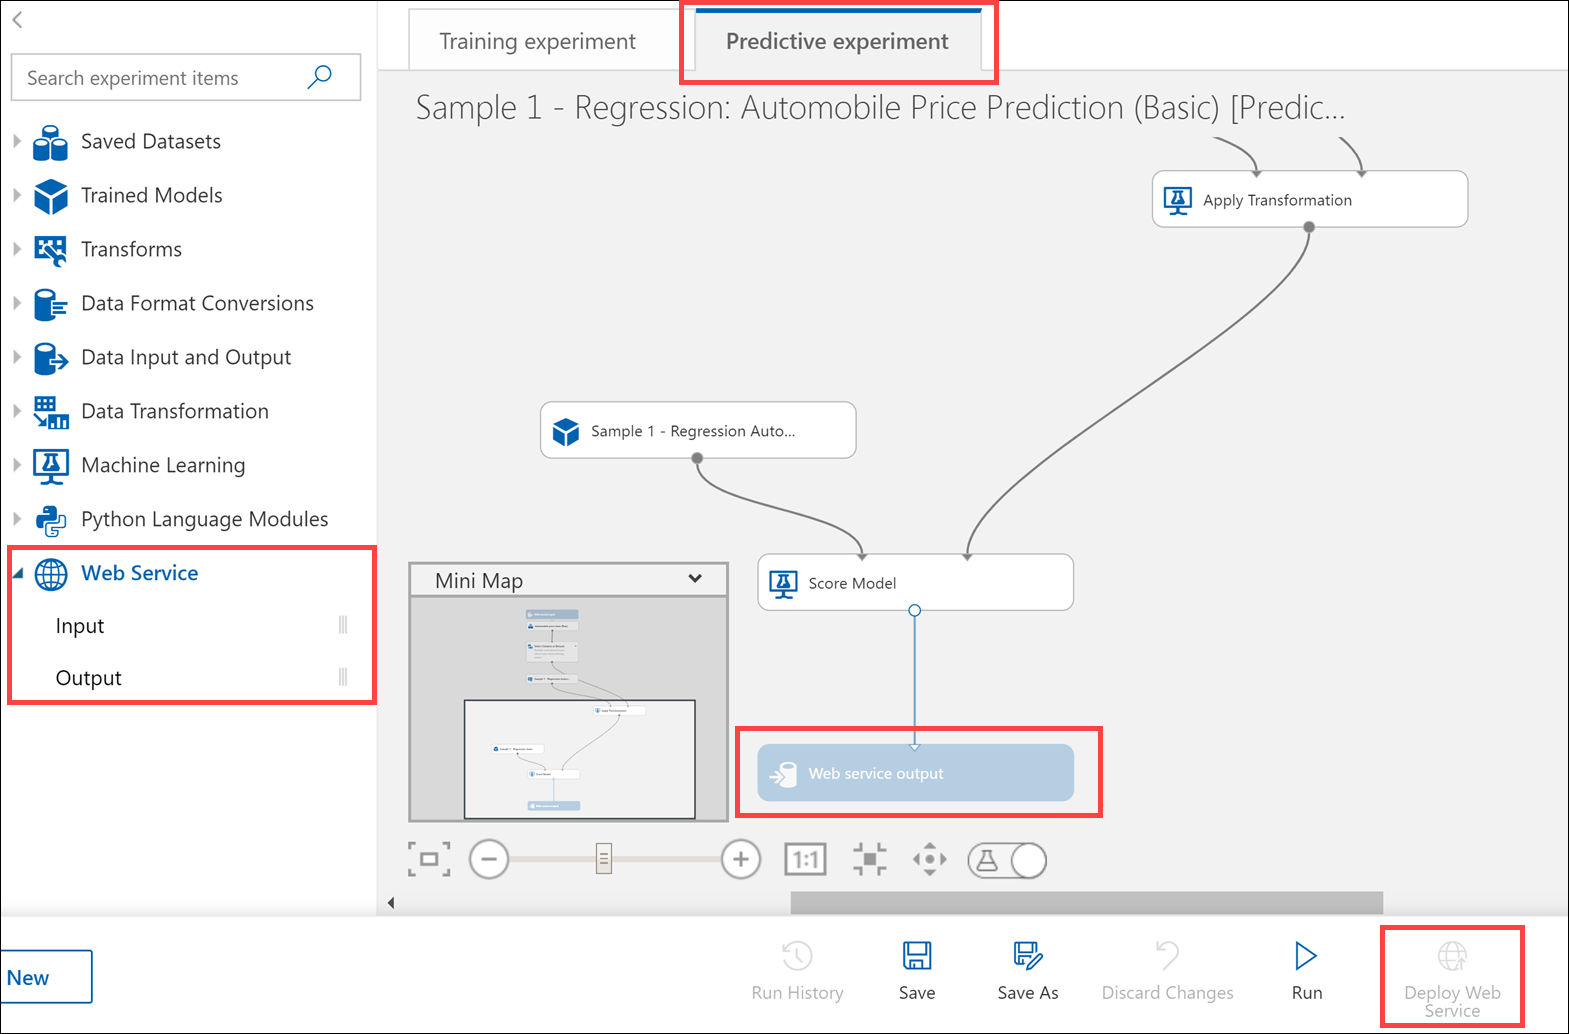 Training experiment
Predictive experiment
Search experiment items
Sample 1 - Regression: Automobile Price Prediction (Basic) [Predic...
Saved Datasets
Trained Models
Transforms
Data Format Conversions
Data Input and Output
Data Transformation
Machine Learning
Python Language Modules
Web Service
Input
Output
Apply Transformation
Sample 1 - Regression Auto...
Score Model
Mini Map
Web service output
1:1
New
Run History
Save
Save As
Discard Changes
Run
Deploy Web
Service